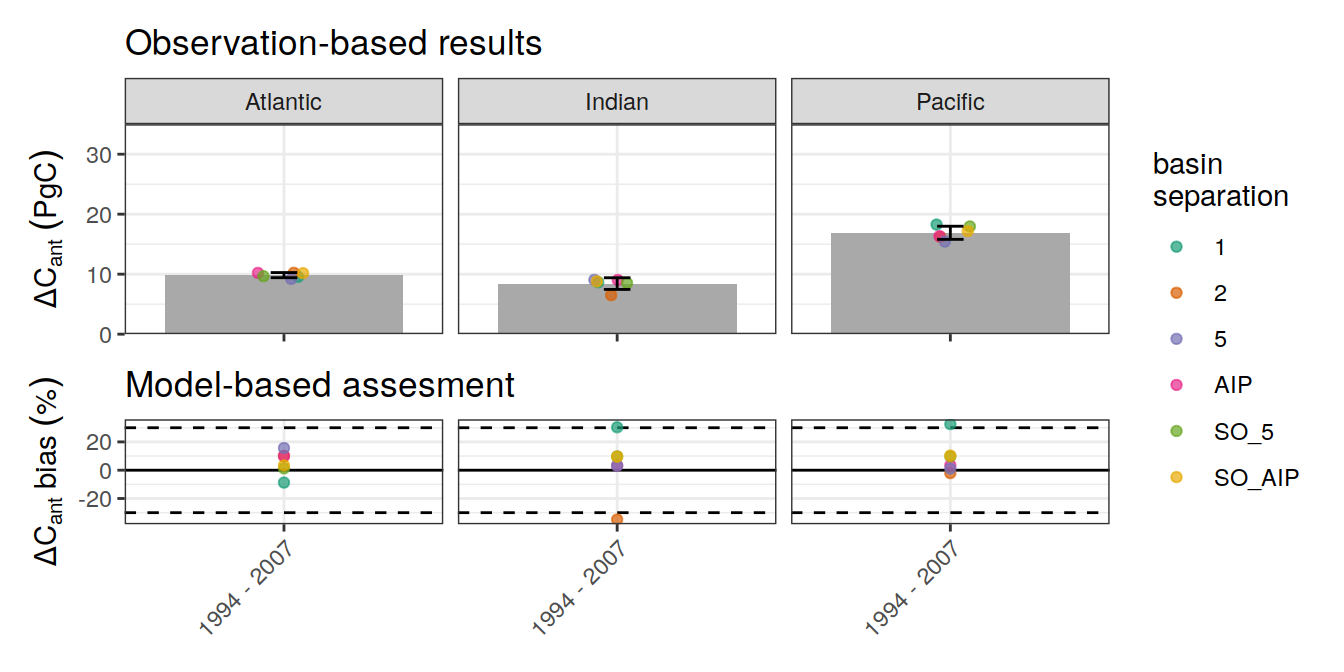 Observation-based results
Atlantic
Indian
Pacific
ΔCant (PgC)
30
20
10
0
Model-based assesment
ΔCant bias (%)
20
0
-20
1994 - 2007
1994 - 2007
1994 - 2007
basin
separation
1
2
5
AIP
SO_5
SO_AIP